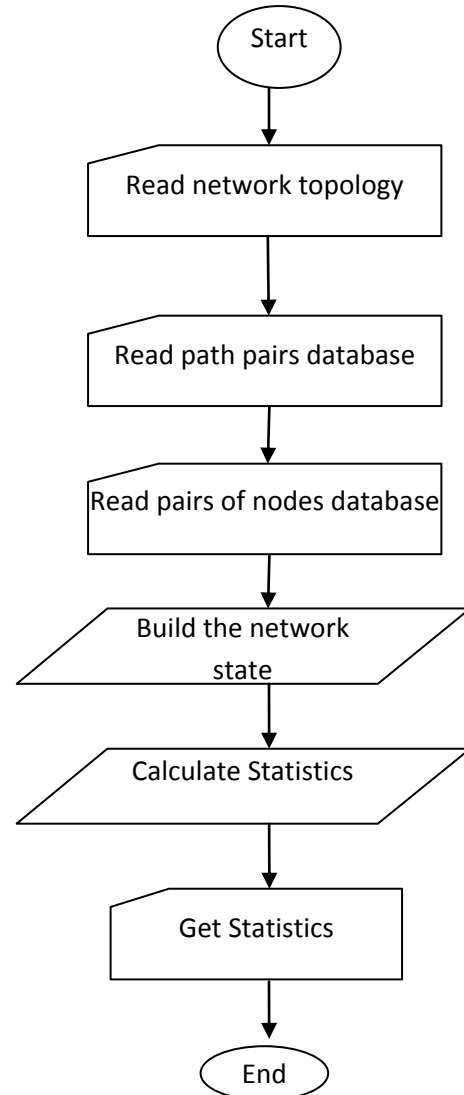 Start
Read network topology
Read path pairs database
Read pairs of nodes database
Build the network
state
Calculate Statistics
Get Statistics
End